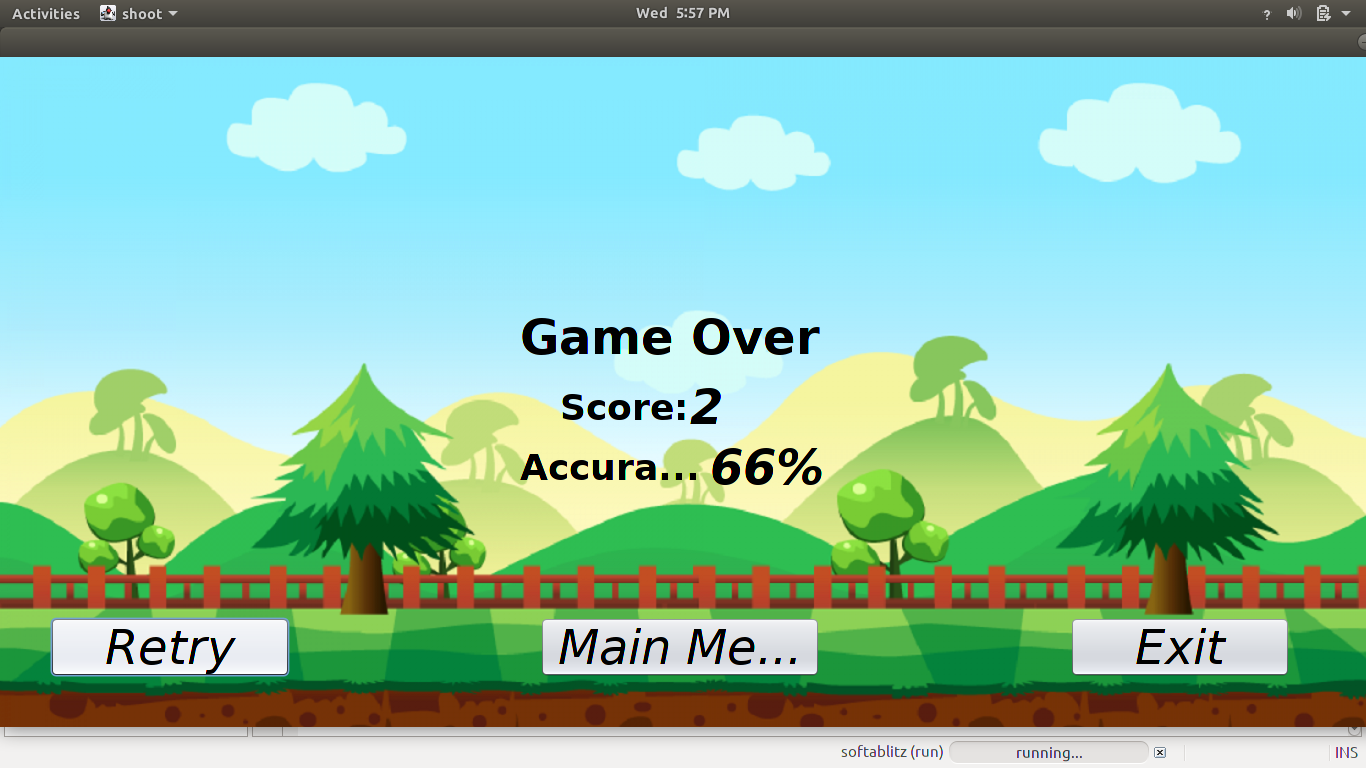 Activities shoot Wed 5:57 PM ?
Game Over
Score:2
Accura... 66%
Retry Main Me... Exit
softablitz (run) running... INS